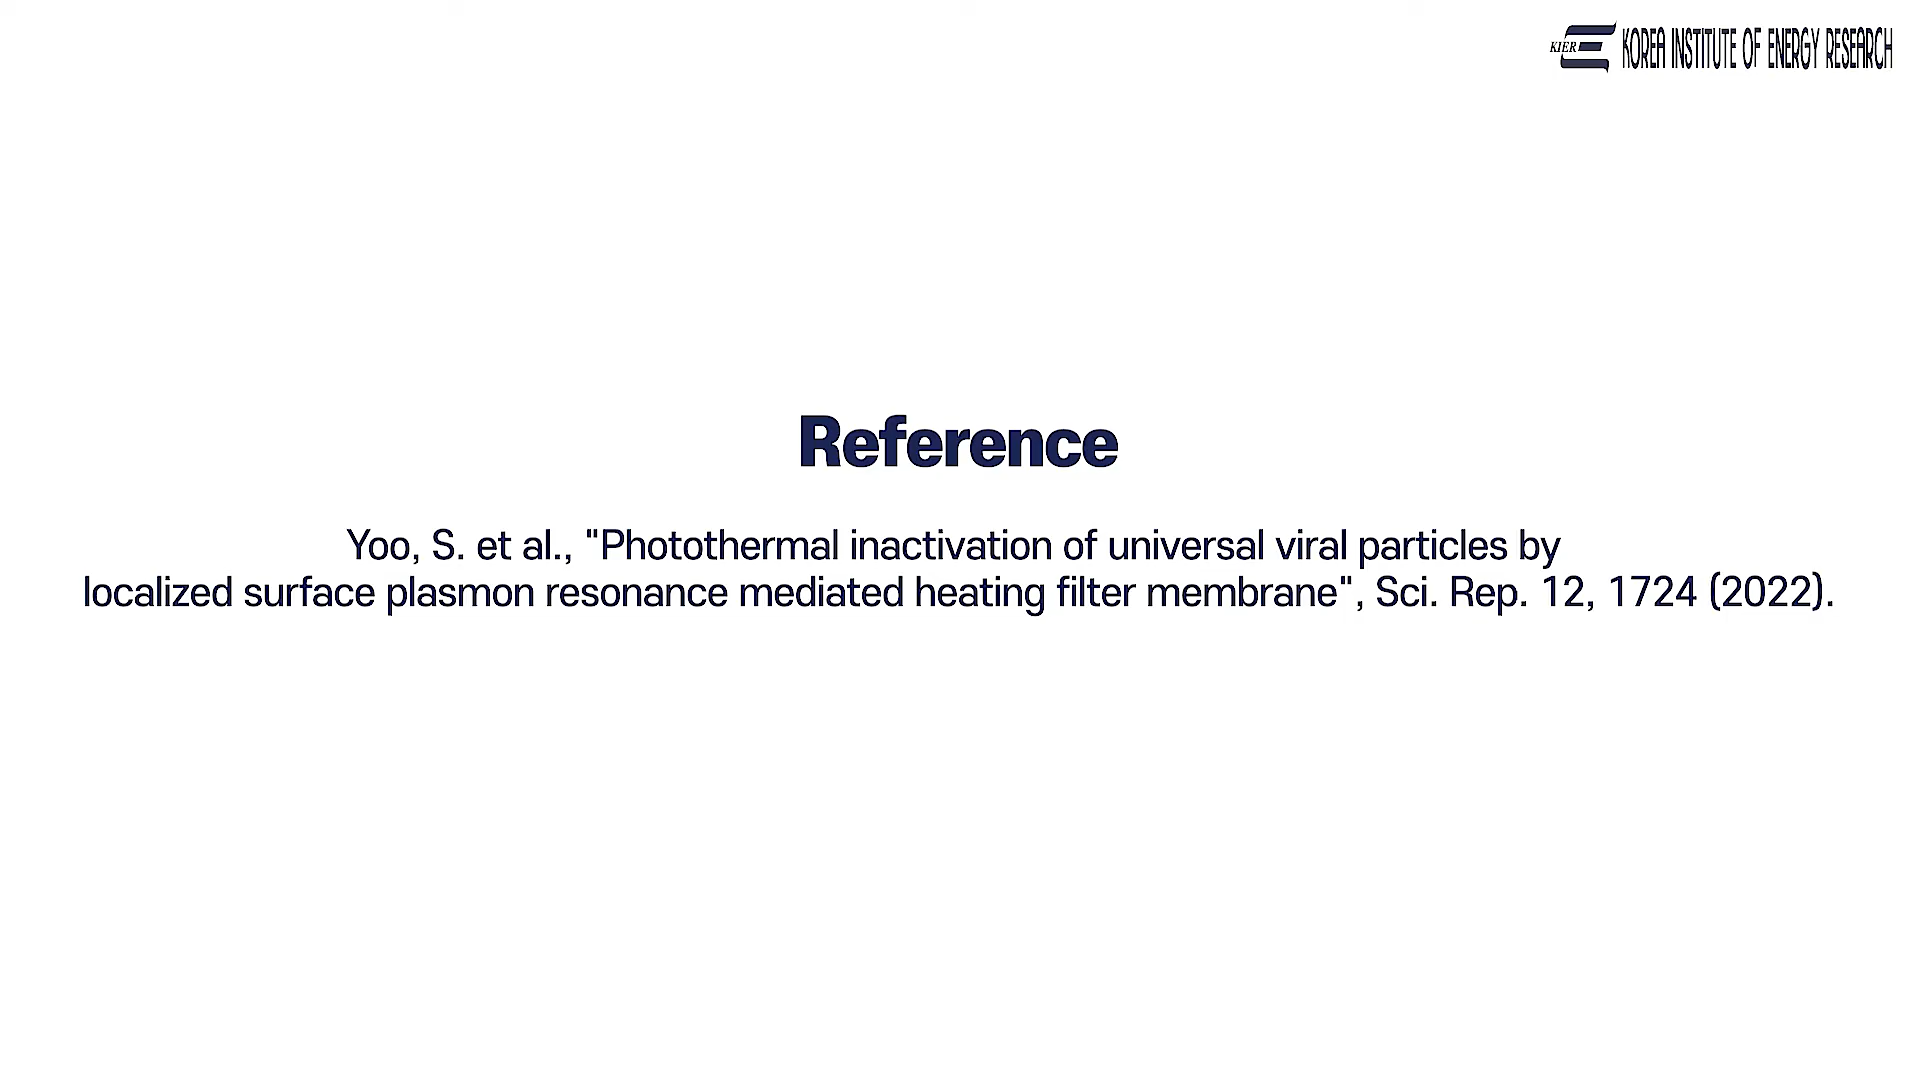 KIER KOREA INSTITUTE OF ENERGY RESEARCH
Reference
Yoo, S. et al., "Photothermal inactivation of universal viral particles by
localized surface plasmon resonance mediated heating filter membrane", Sci. Rep. 12, 1724 (2022).